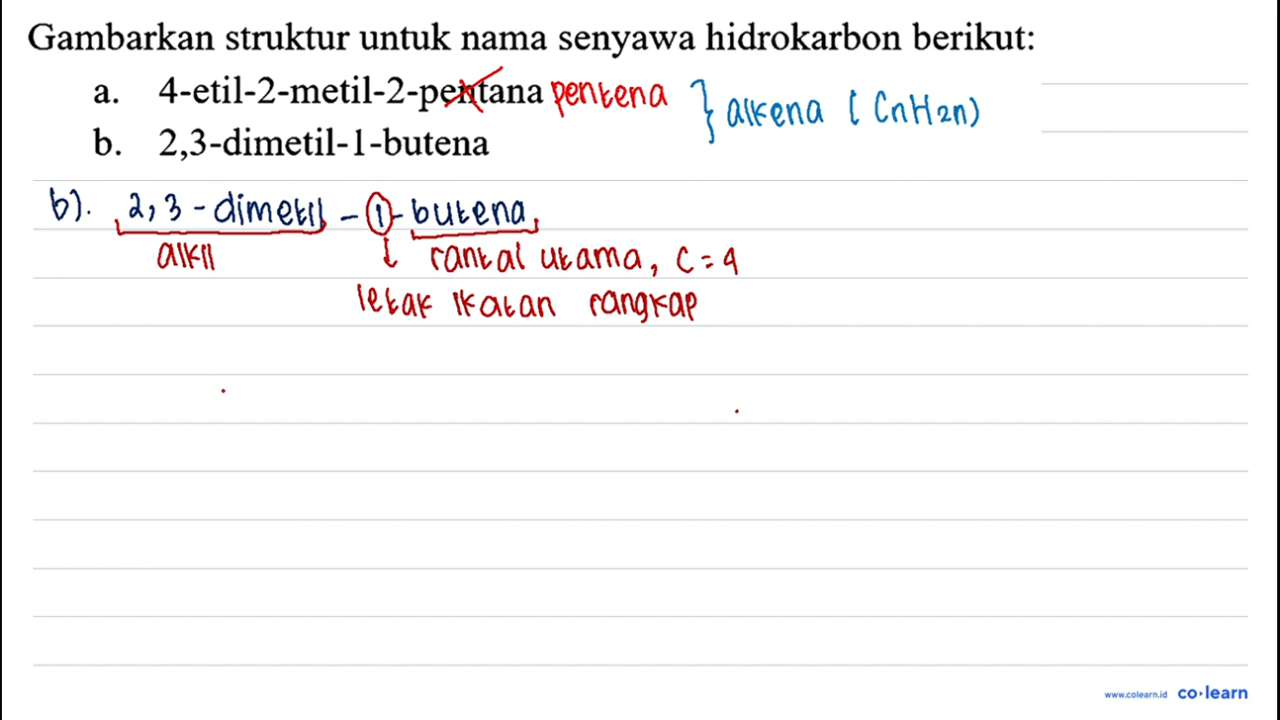 Gambarkan struktur untuk nama senyawa hidrokarbon berikut:
a. 4-etil-2-metil-2-pentana pentena } alkena ( CnH2n)
b. 2,3-dimetil-1-butena
b). 2,3-dimetil-1-butena
alkil rantai utama, C = 4
letak ikatan rangkap
www.colearn.id co·learn